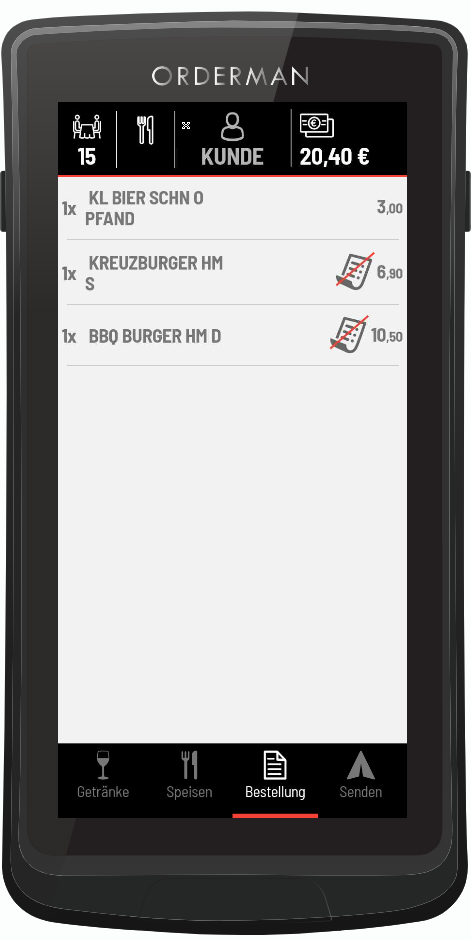 ORDERMAN
15
KUNDE
20,40 €
1x KL BIER SCHN O
PFAND
3,00
1x KREUZBURGER HM
S
6,90
1x BBQ BURGER HM D
10,50
Getränke Speisen Bestellung Senden